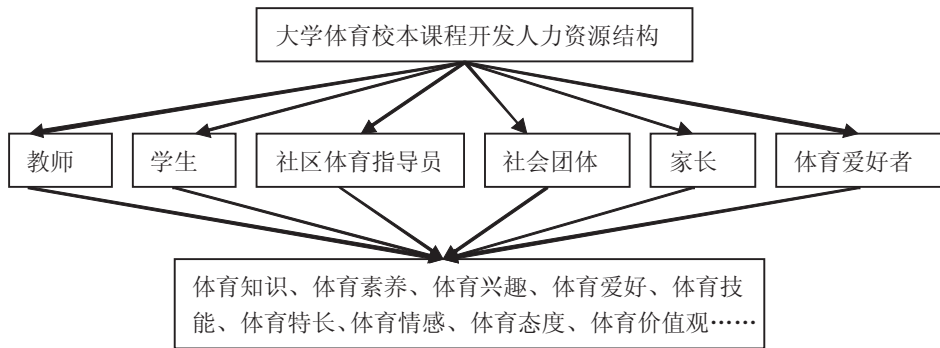 大学体育校本课程开发人力资源结构
教师
学生
社区体育指导员
社会团体
家长
体育爱好者
体育知识、体育素养、体育兴趣、体育爱好、体育技
能、体育特长、体育情感、体育态度、体育价值观……